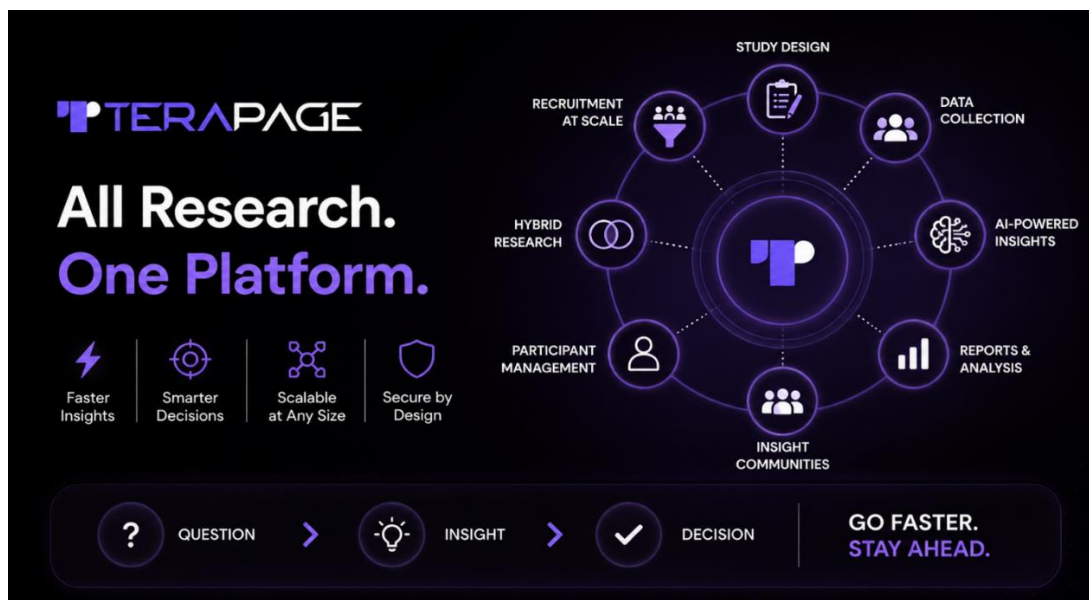 TERAPAGE
All Research.
One Platform.
Faster
Insights
Smarter
Decisions
Scalable
at Any Size
Secure by
Design
STUDY DESIGN
DATA
COLLECTION
AI-POWERED
INSIGHTS
REPORTS &
ANALYSIS
INSIGHT
COMMUNITIES
PARTICIPANT
MANAGEMENT
HYBRID
RESEARCH
RECRUITMENT
AT SCALE
?
QUESTION
INSIGHT
DECISION
GO FASTER.
STAY AHEAD.